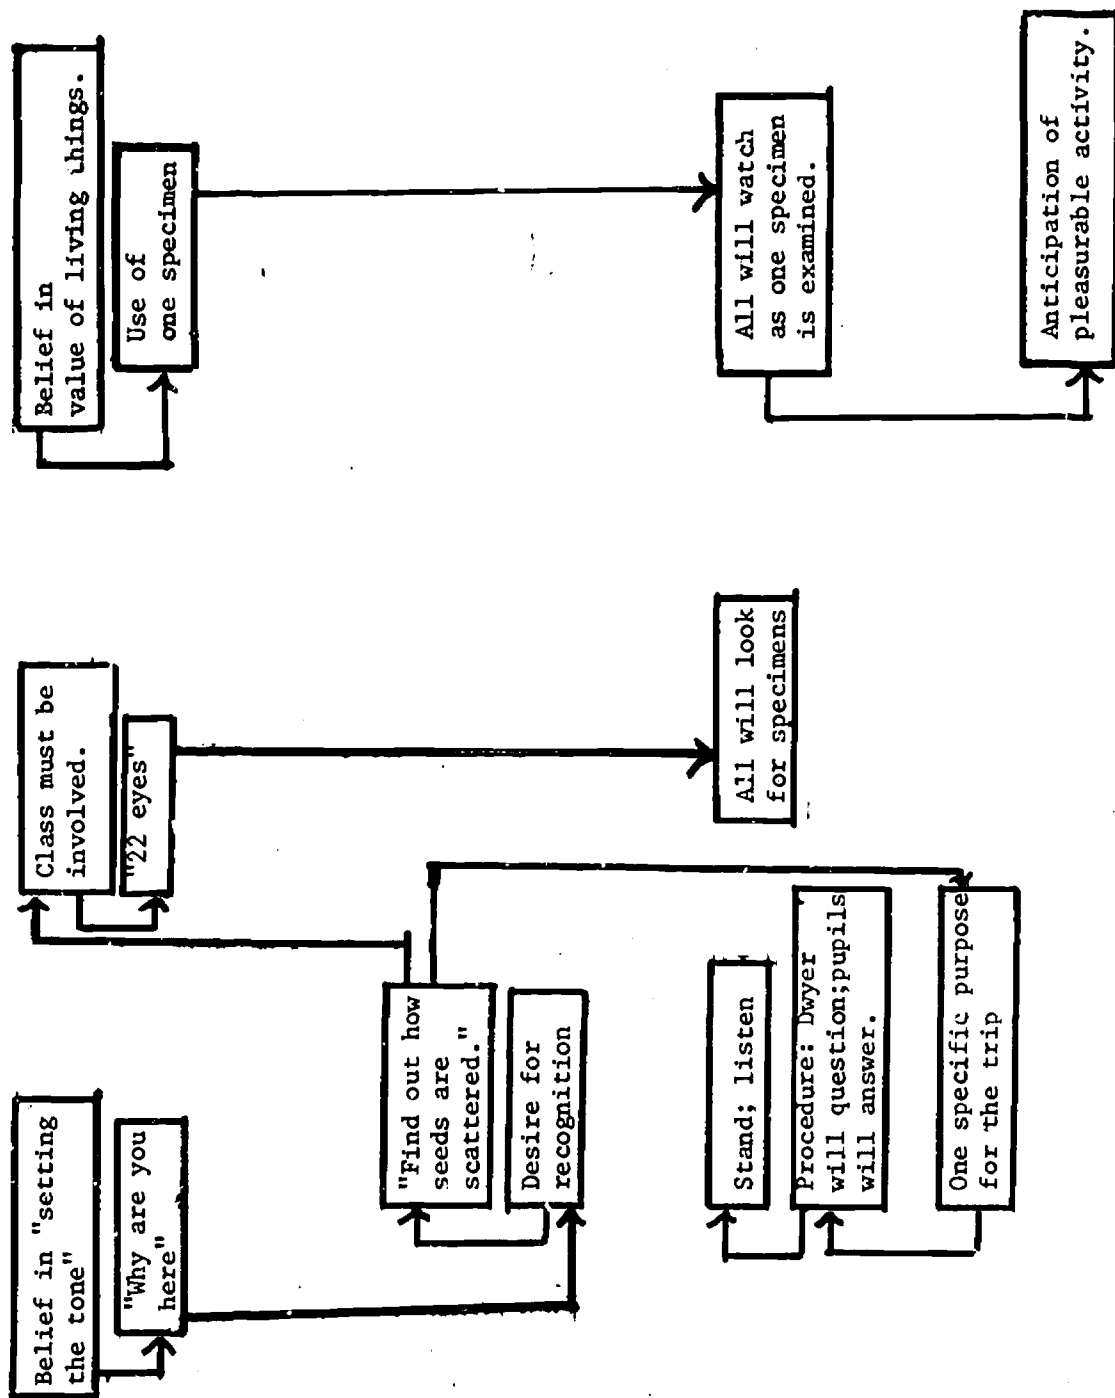 Belief in "setting
the tone"
"Why are you
here"
"Find out how
seeds are
scattered."
Desire for
recognition
Stand; listen
Procedure: Dwyer
will question;pupils
will answer.
One specific purpose
for the trip
Class must be
involved.
"22 eyes"
All will look
for specimens
Belief in
value of living things.
Use of
one specimen
All will watch
as one specimen
is examined.
Anticipation of
pleasurable activity.